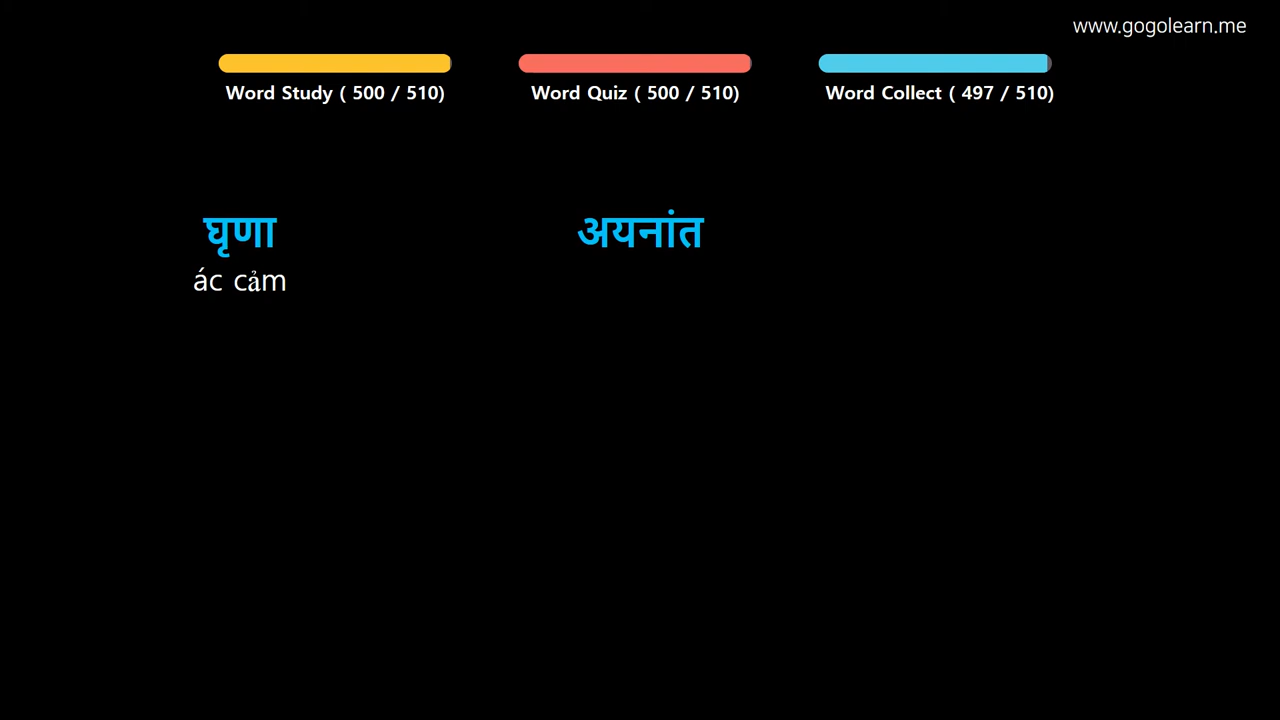 www.gogolearn.me
Word Study ( 500 / 510)
Word Quiz ( 500 / 510)
Word Collect ( 497 / 510)
घृणा
ác cảm
अयनांत